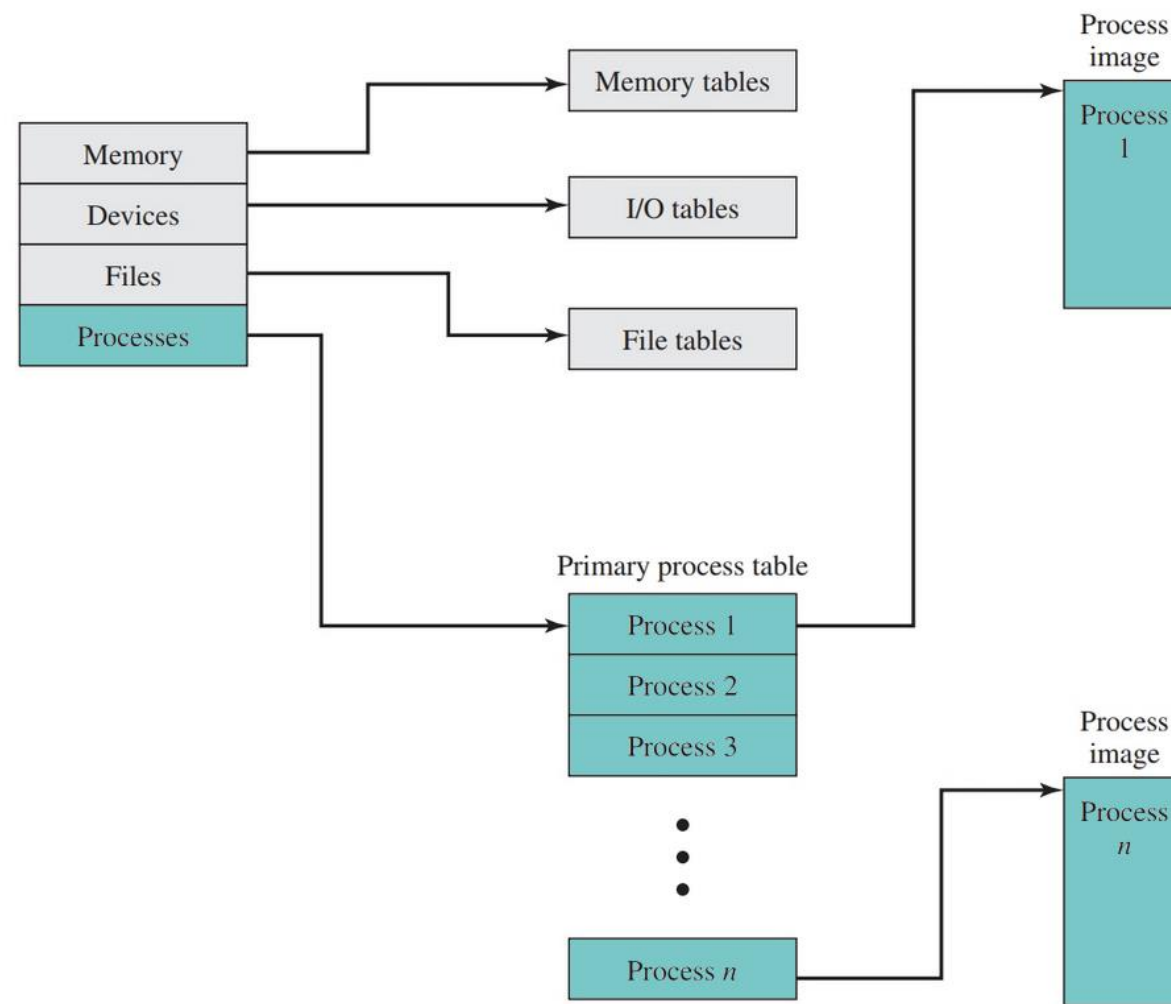 Memory
Devices
Files
Processes
Memory tables
I/O tables
File tables
Primary process table
Process 1
Process 2
Process 3
Process n
Process
image
Process
1
Process
image
Process
n